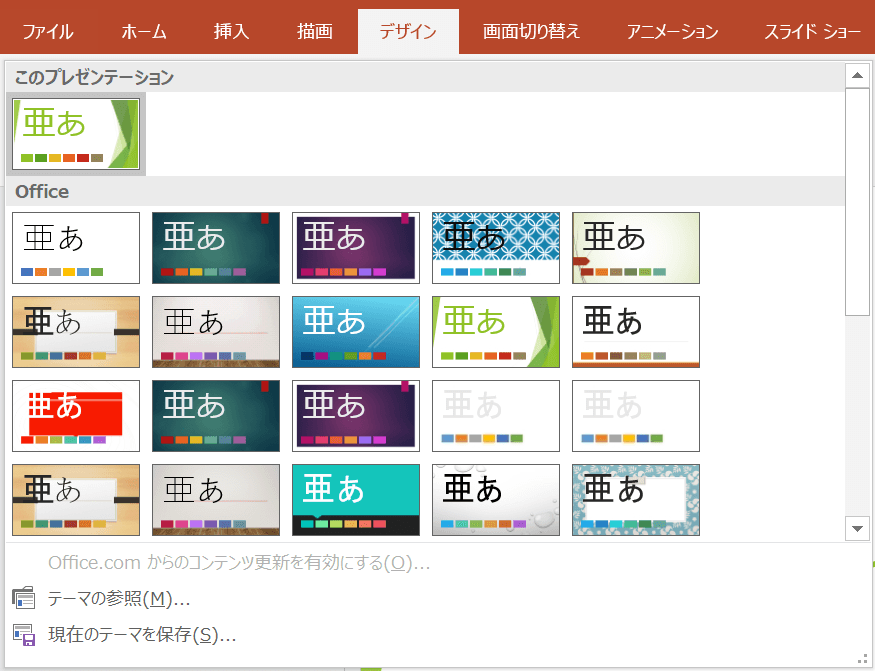 ファイル ホーム 挿入 描画 デザイン 画面切り替え アニメーション スライド ショー
このプレゼンテーション
亜あ
Office
亜あ 亜あ 亜あ 亜あ 亜あ
亜あ 亜あ 亜あ 亜あ 亜あ
亜あ 亜あ 亜あ 亜あ 亜あ
亜あ 亜あ 亜あ 亜あ 亜あ
Office.com からのコンテンツ更新を有効にする(O)...
テーマの参照(M)...
現在のテーマを保存(S)...